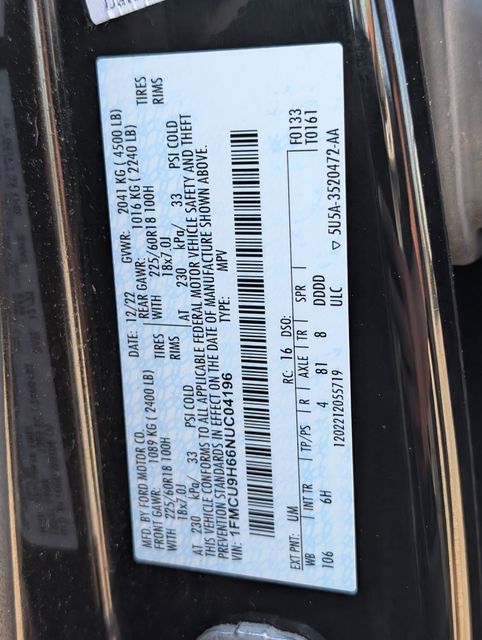 MFD. BY FORD MOTOR CO.
DATE: 12/22 GVWR: 2041 KG ( 4500 LB)
FRONT GAWR: 1089 KG ( 2400 LB) REAR GAWR: 1016 KG ( 2240 LB)
WITH 225/60R18 100H TIRES WITH 225/60R18 100H TIRES
18x7.0J RIMS 18x7.0J RIMS
AT 230 kPa/ 33 PSI COLD AT 230 kPa/ 33 PSI COLD
THIS VEHICLE CONFORMS TO ALL APPLICABLE FEDERAL MOTOR VEHICLE SAFETY AND THEFT
PREVENTION STANDARDS IN EFFECT ON THE DATE OF MANUFACTURE SHOWN ABOVE.
VIN: 1FMCU9H66NUC04196 TYPE: MPV
F0133
T0161
EXT PNT: UM RC: 16 DSO:
WB INT TR TP/PS R AXLE TR SPR
106 6H 4 81 8 DDDD
ULC
1202212055719
▽ 5U5A-3520472-AA